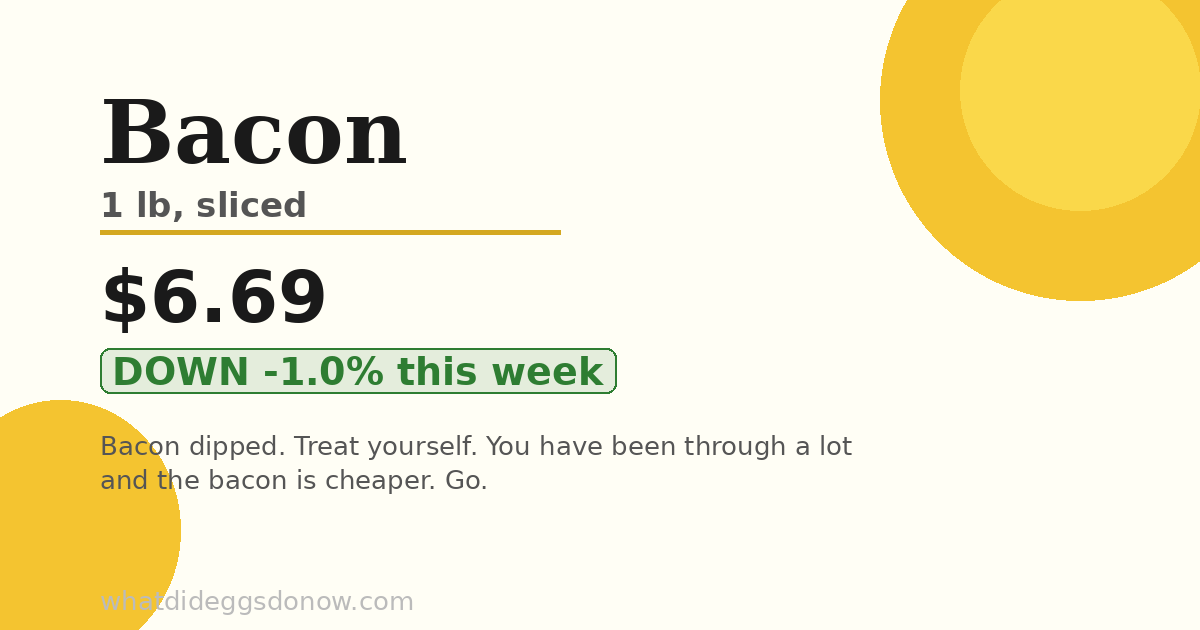 Bacon
1 lb, sliced
$6.69
DOWN -1.0% this week
Bacon dipped. Treat yourself. You have been through a lot
and the bacon is cheaper. Go.
whatdideggsdonow.com